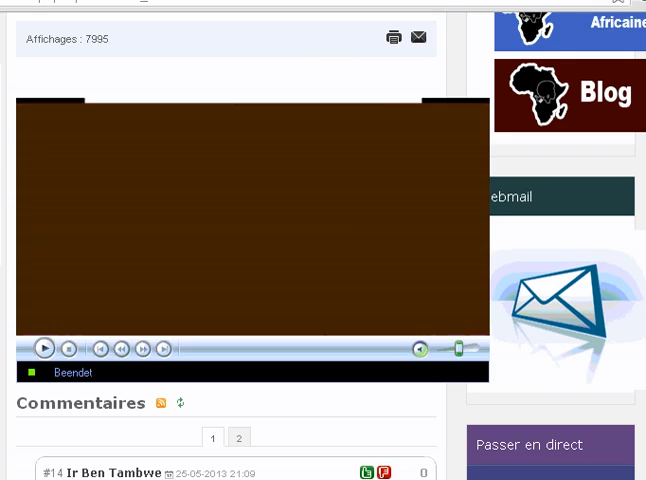 Affichages : 7995
Africaine
Blog
ebmail
Beendet
Commentaires
1 2
Passer en direct
#14 Ir Ben Tambwe 25-05-2013 21:09 0